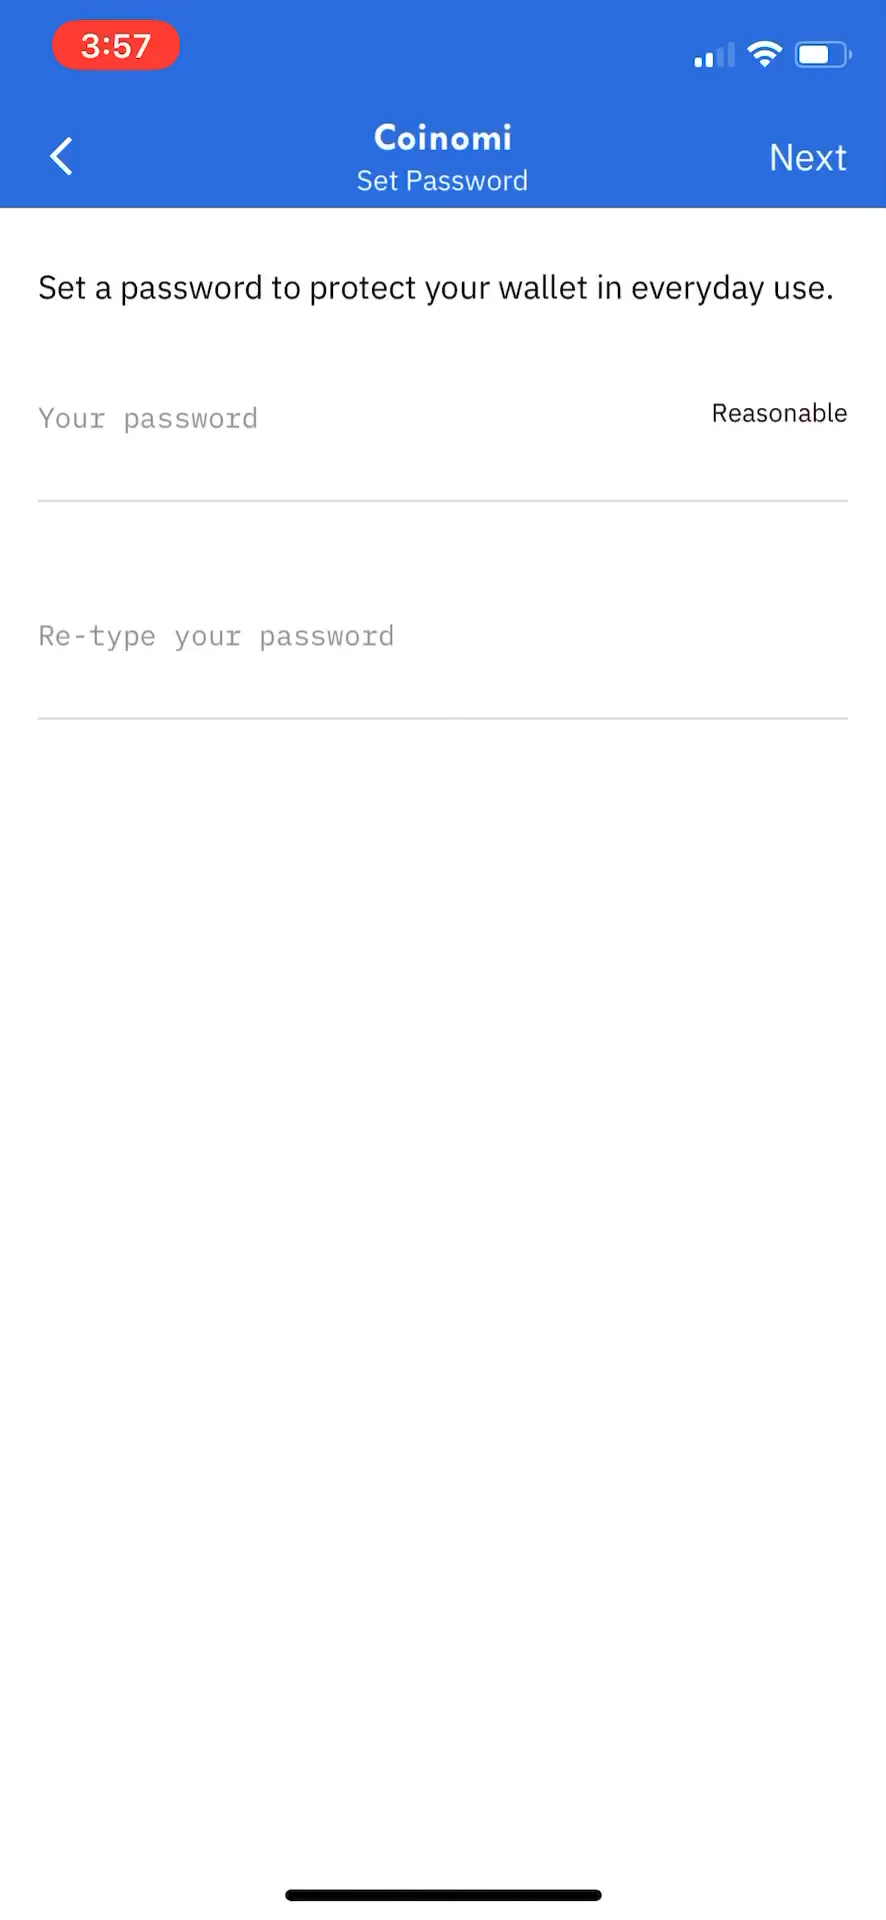 3:57
Coinomi
Set Password
Next
Set a password to protect your wallet in everyday use.
Your password
Reasonable
Re-type your password